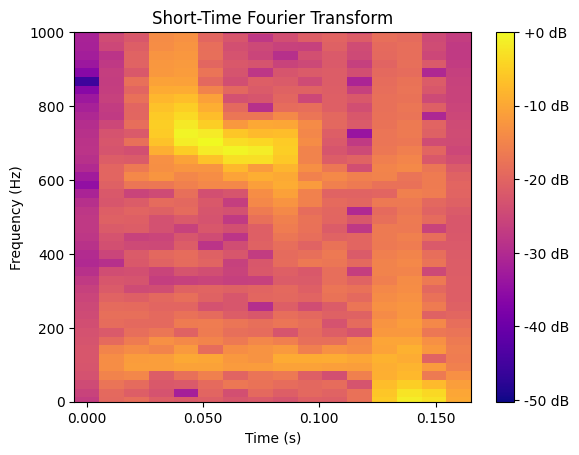 Short-Time Fourier Transform
1000
800
600
400
200
0
Frequency (Hz)
0.000
0.050
0.100
0.150
Time (s)
+0 dB
-10 dB
-20 dB
-30 dB
-40 dB
-50 dB